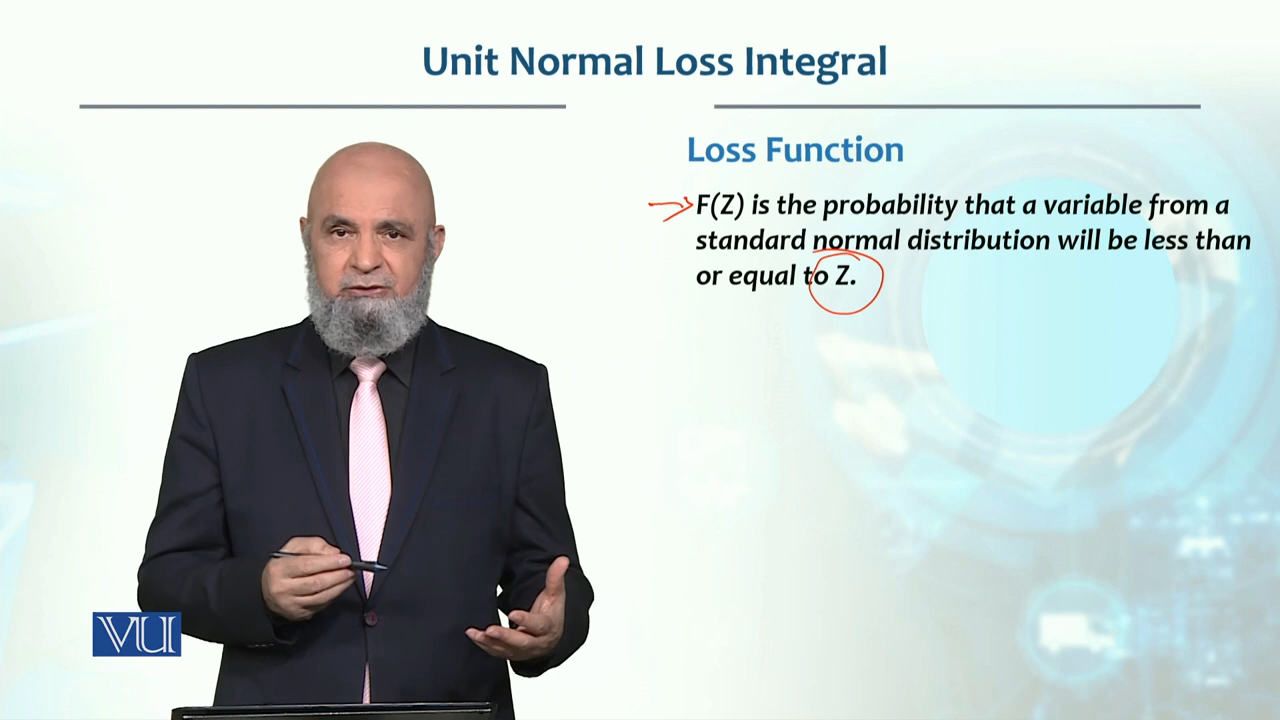 Unit Normal Loss Integral
Loss Function
F(Z) is the probability that a variable from a
standard normal distribution will be less than
or equal to Z.
VU